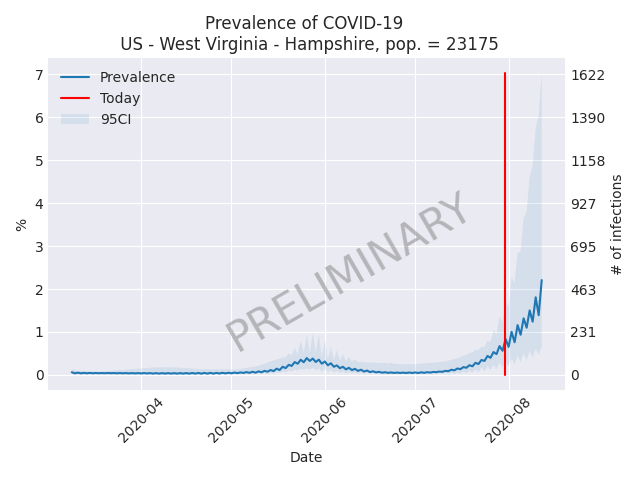 Prevalence of COVID-19
US - West Virginia - Hampshire, pop. = 23175
Prevalence
Today
95CI
7
6
5
4
3
2
1
0
%
1622
1390
1158
927
695
463
231
0
# of infections
PRELIMINARY
2020-04
2020-05
2020-06
2020-07
2020-08
Date